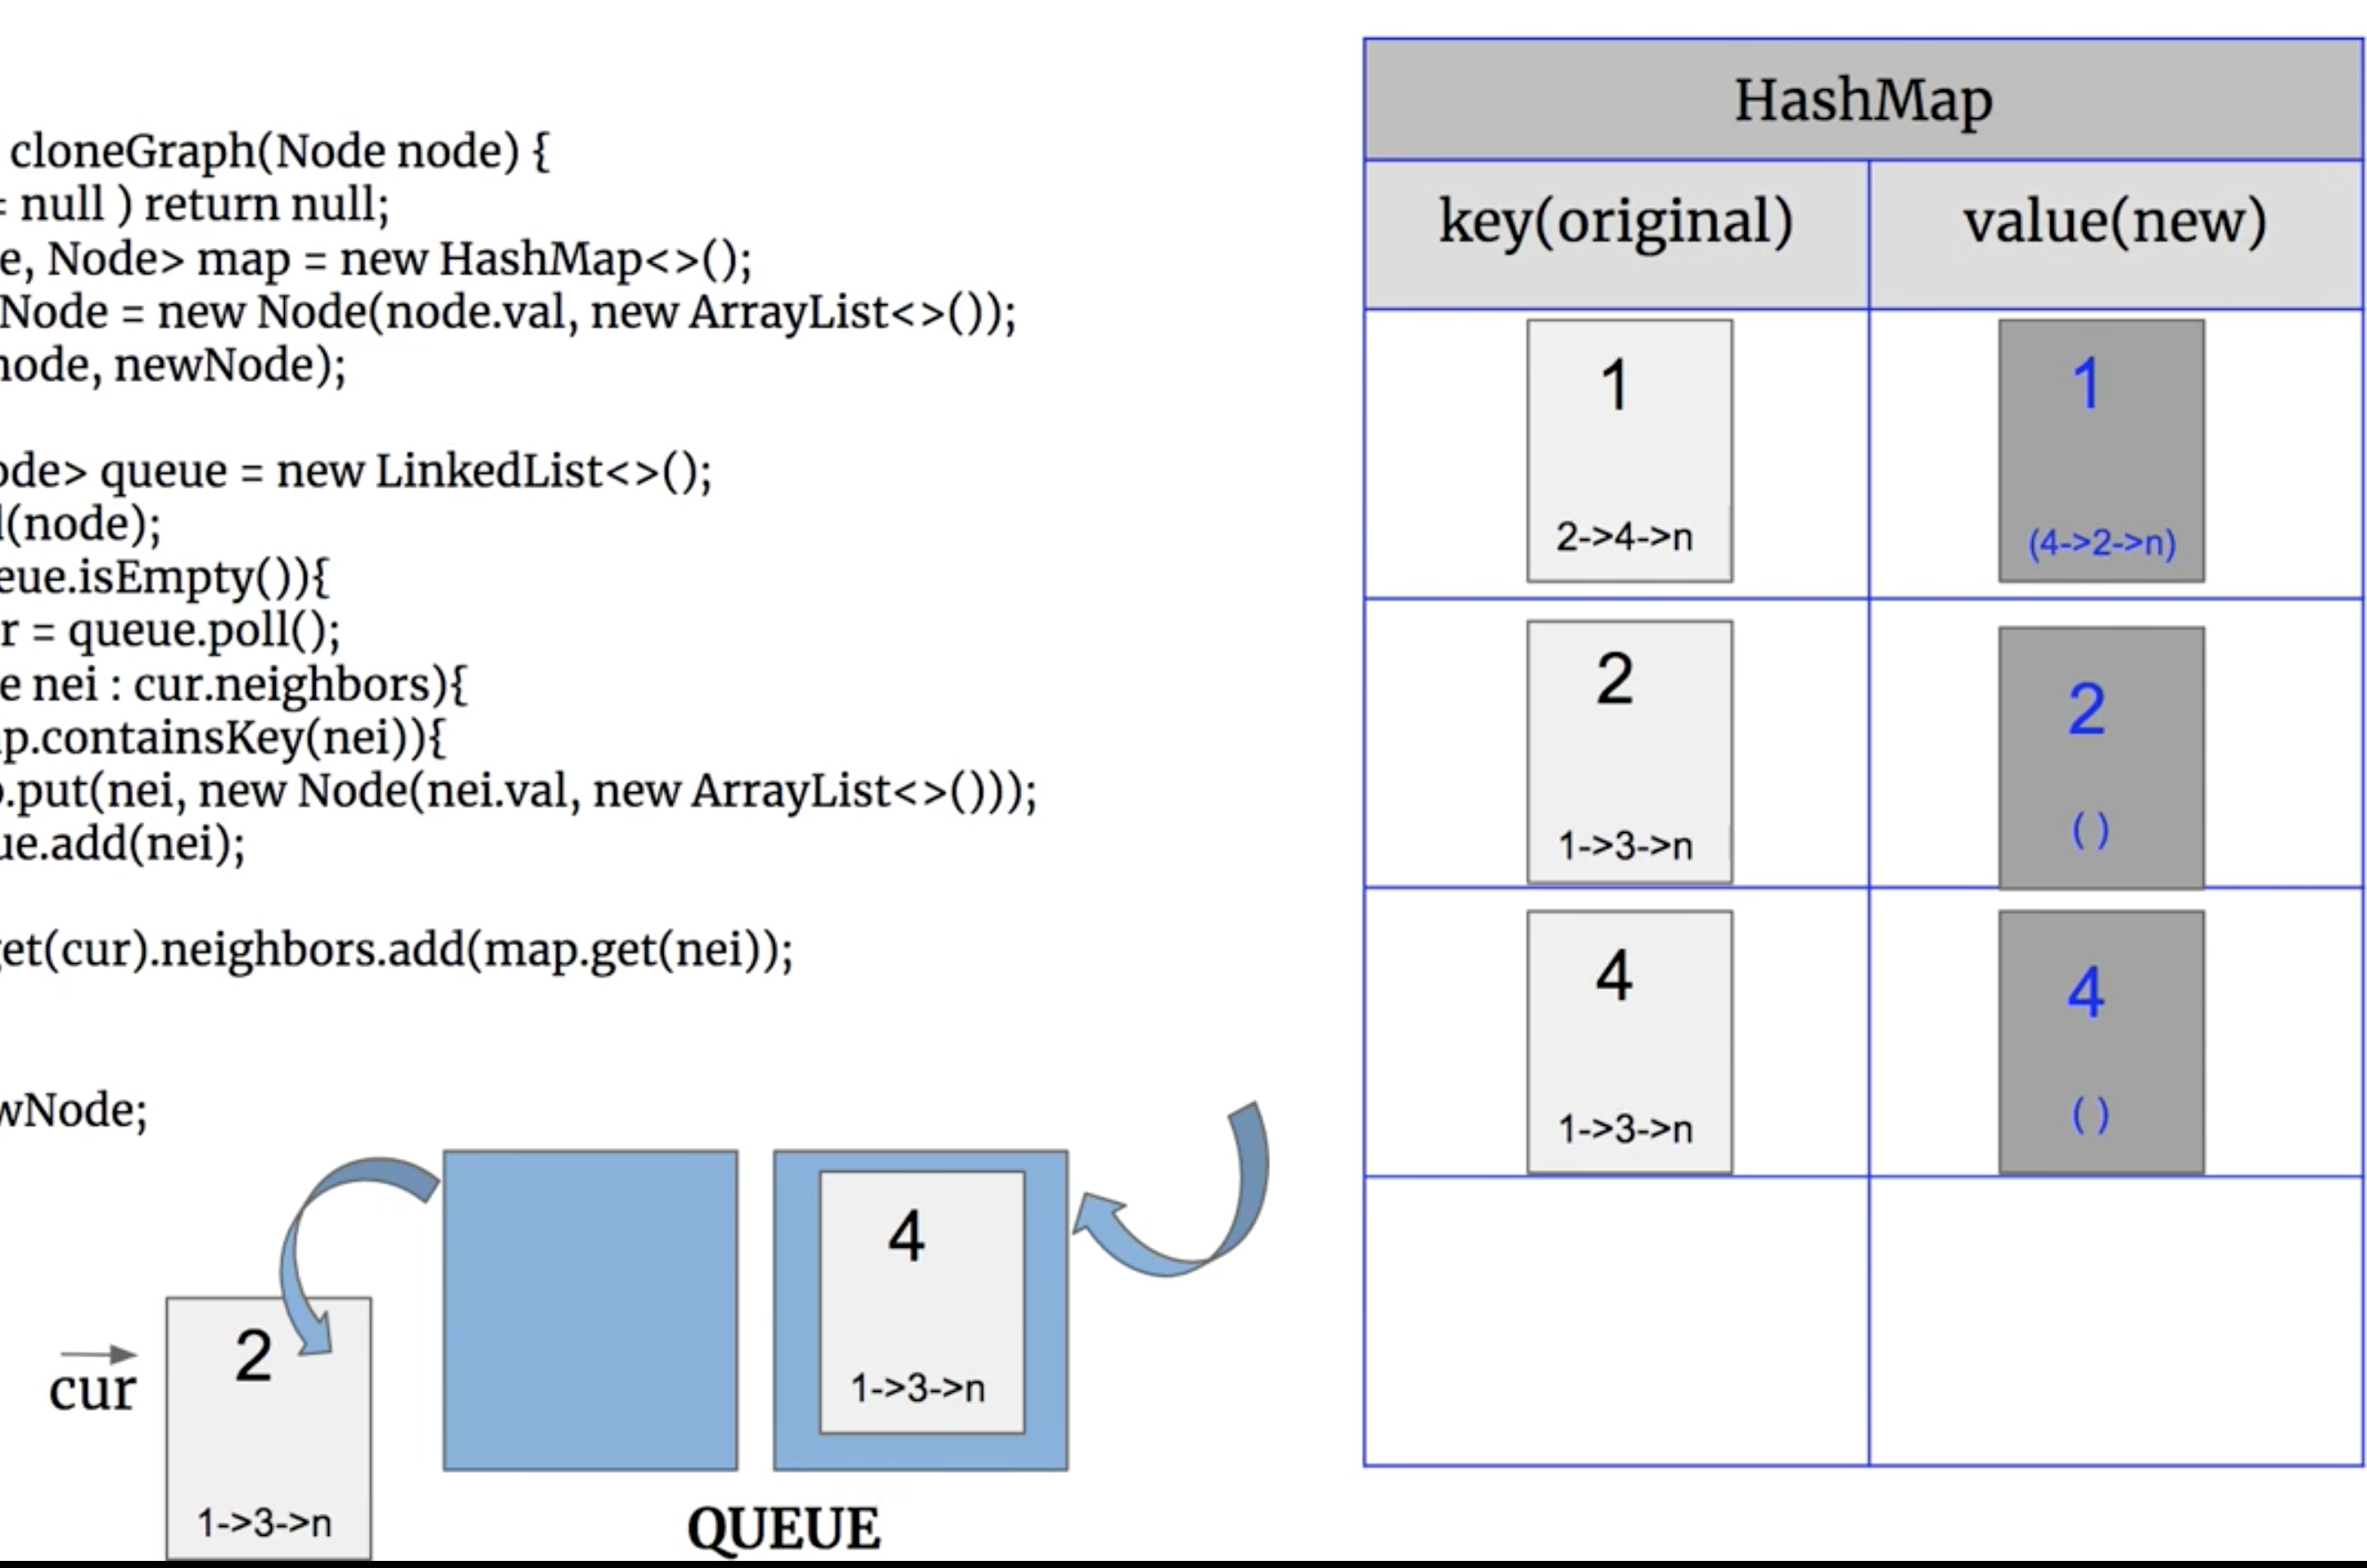 cloneGraph(Node node) {
= null ) return null;
e, Node> map = new HashMap<>();
Node = new Node(node.val, new ArrayList<>());
node, newNode);
ode> queue = new LinkedList<>();
l(node);
eue.isEmpty()){
r = queue.poll();
e nei : cur.neighbors){
p.containsKey(nei)){
p.put(nei, new Node(nei.val, new ArrayList<>()));
ue.add(nei);
get(cur).neighbors.add(map.get(nei));
wNode;
cur
2
1->3->n
4
1->3->n
QUEUE
HashMap
key(original) value(new)
1 1
2->4->n (4->2->n)
2 2
1->3->n ( )
4 4
1->3->n ( )